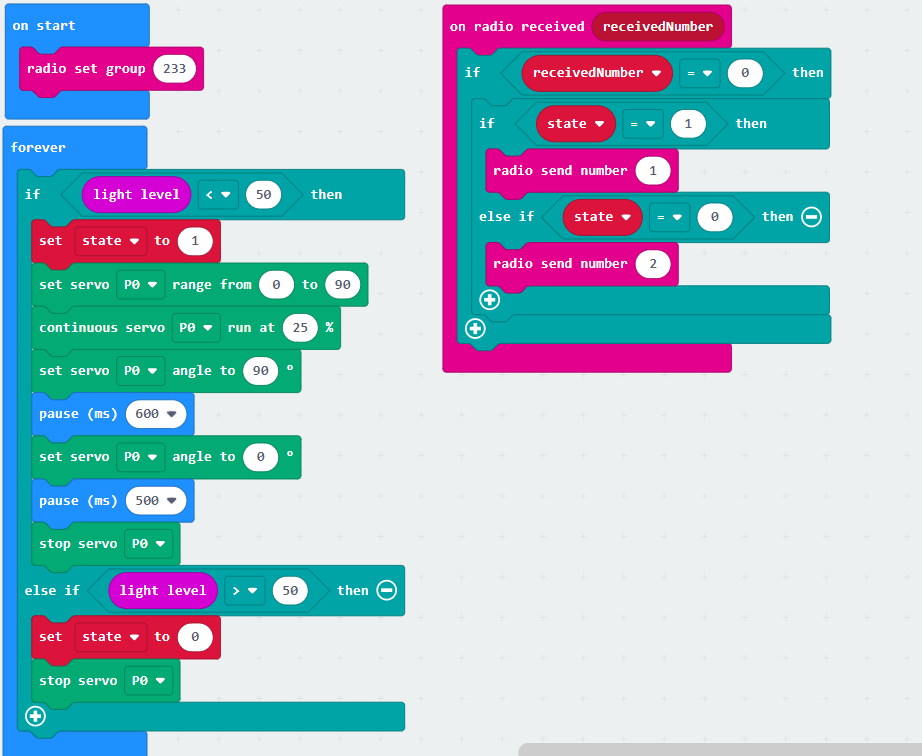 on start
radio set group 233
forever
if light level < 50 then
set state to 1
set servo P0 range from 0 to 90
continuous servo P0 run at 25 %
set servo P0 angle to 90 °
pause (ms) 600
set servo P0 angle to 0 °
pause (ms) 500
stop servo P0
else if light level > 50 then
set state to 0
stop servo P0
on radio received receivedNumber
if receivedNumber = 0 then
if state = 1 then
radio send number 1
else if state = 0 then
radio send number 2